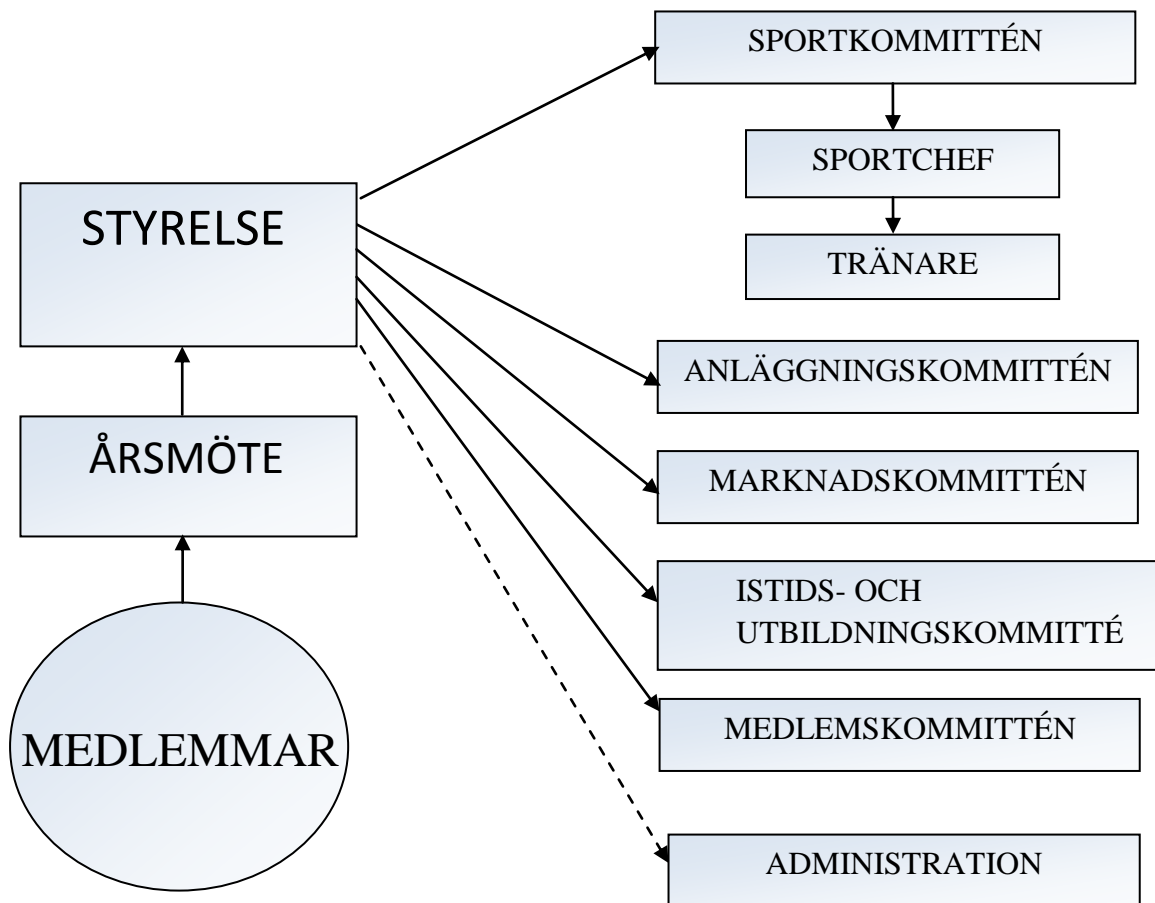 SPORTKOMMITTÉN
SPORTCHEF
TRÄNARE
STYRELSE
ÅRSMÖTE
MEDLEMMAR
ANLÄGGNINGSKOMMITTÉN
MARKNADSKOMMITTÉN
ISTIDS- OCH
UTBILDNINGSKOMMITTÉ
MEDLEMSKOMMITTÉN
ADMINISTRATION